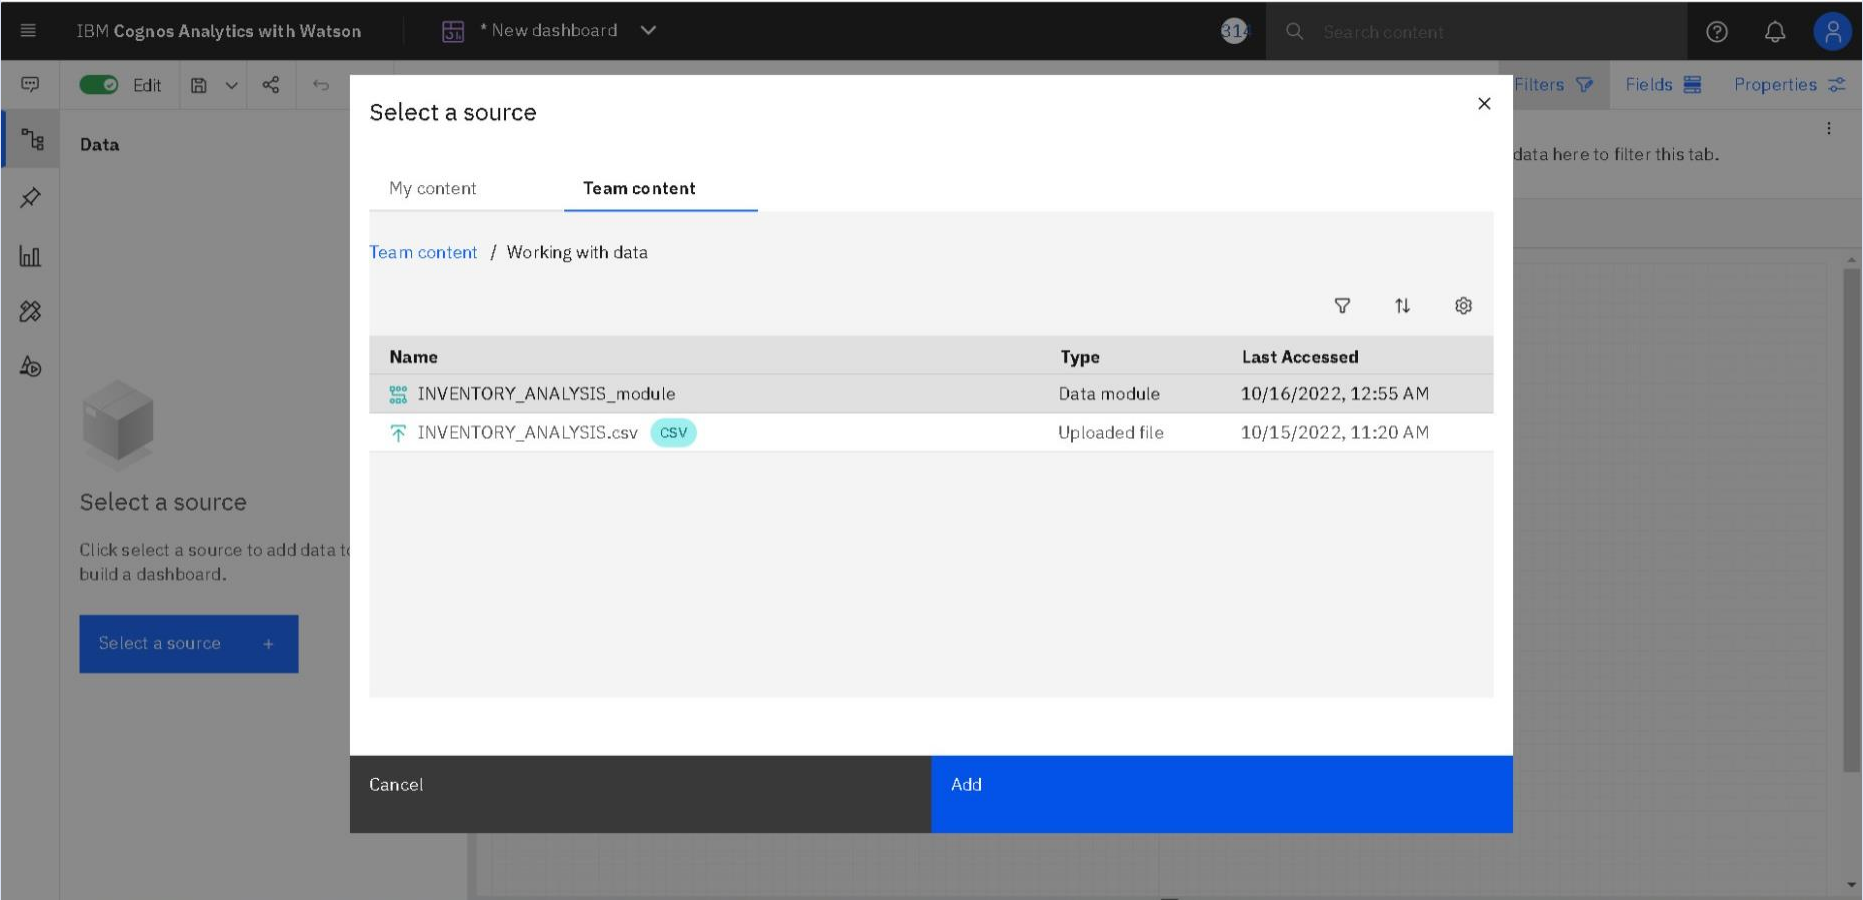 IBM Cognos Analytics with Watson
* New dashboard
314
Search content
Edit
Filters
Fields
Properties
Data
Select a source
data here to filter this tab.
My content
Team content
Team content / Working with data
Name Type Last Accessed
INVENTORY_ANALYSIS_module Data module 10/16/2022, 12:55 AM
INVENTORY_ANALYSIS.csv CSV Uploaded file 10/15/2022, 11:20 AM
Select a source
Click select a source to add data to
build a dashboard.
Select a source +
Cancel
Add